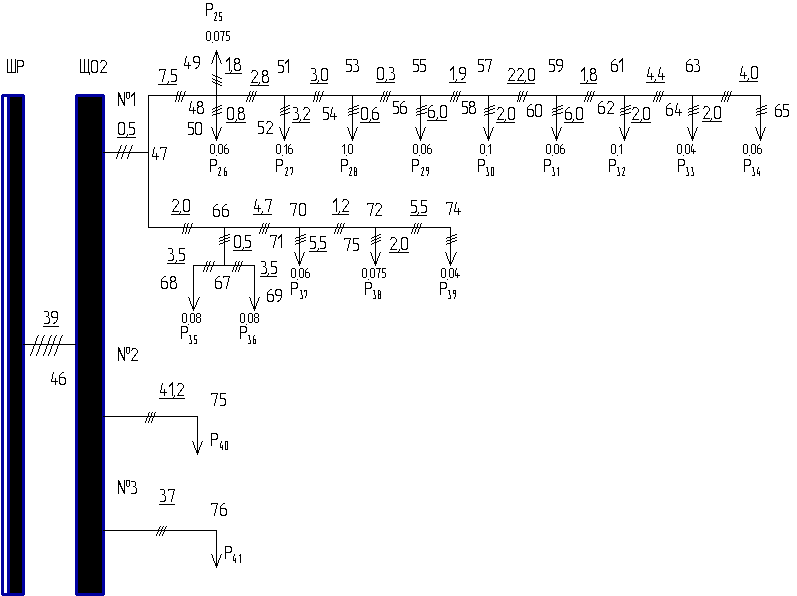 P25
0,075
ШР ЩО2 49 1,8 51 53 55 57 59 61 63
7,5 2,8 3,0 0,3 1,9 22,0 1,8 4,4 4,0
№1
48 0,8 3,2 54 0,6 56 6,0 58 2,0 60 6,0 62 2,0 64 2,0 65
0,5 50 52
47 0,06 0,16 10 0,06 0,1 0,06 0,1 0,04 0,06
P26 P27 P28 P29 P30 P31 P32 P33 P34
2,0 66 4,7 70 1,2 72 5,5 74
0,5 71 5,5 75 2,0
3,5 3,5
68 67 69 0,06 0,075 0,04
P37 P38 P39
0,08 0,08
P35 P36
39
№2
46
41,2 75
P40
№3
37 76
P41